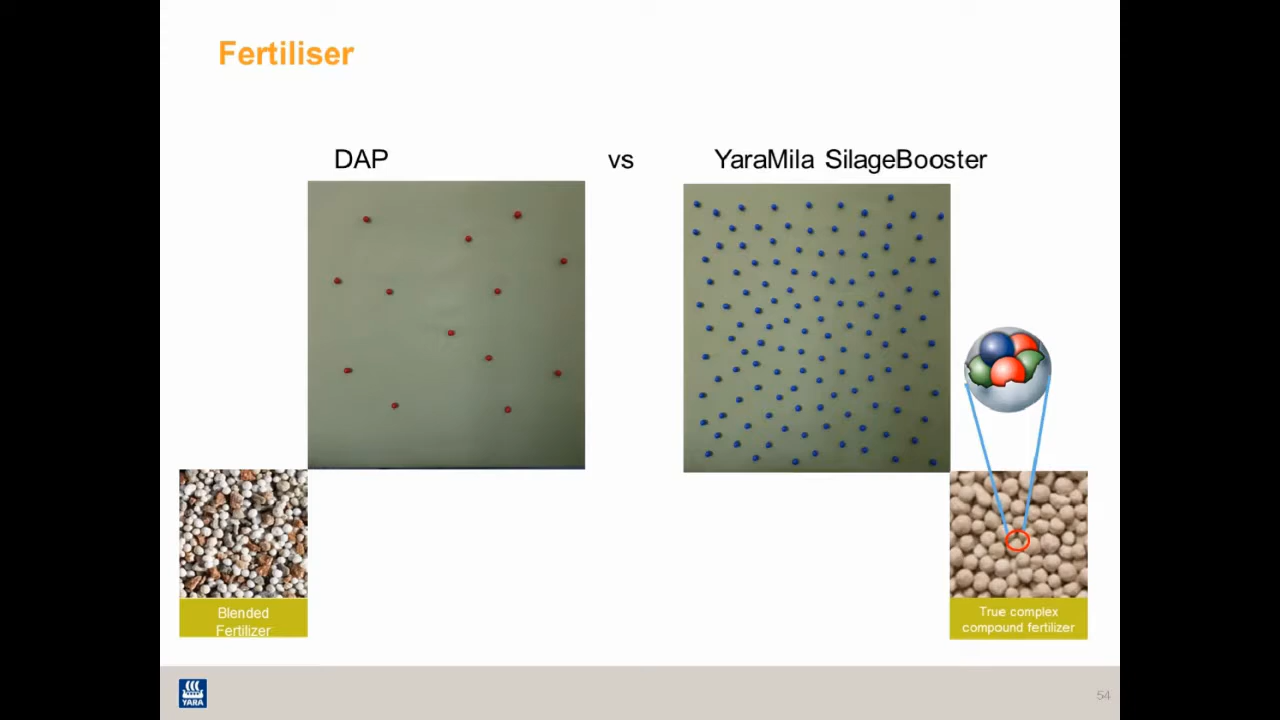 Fertiliser
DAP vs YaraMila SilageBooster
Blended
Fertilizer
True complex
compound fertilizer
YARA
54